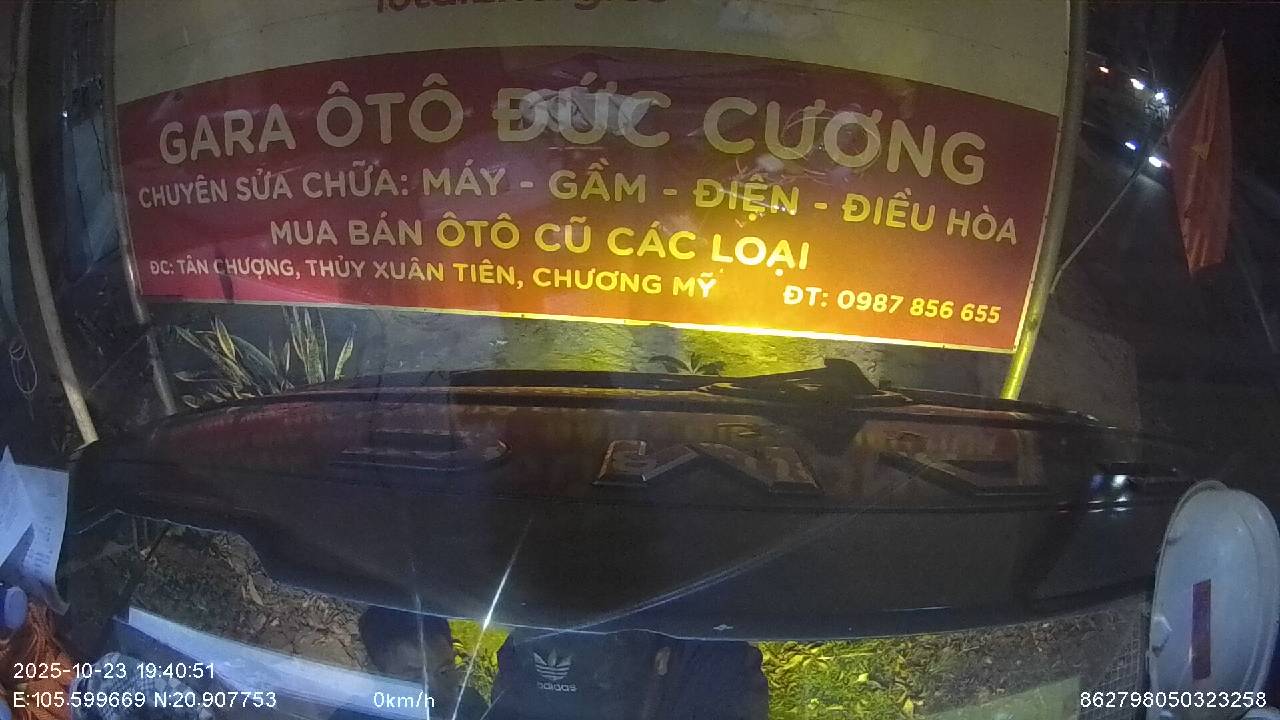 GARA ÔTÔ ĐỨC CƯƠNG
CHUYÊN SỬA CHỮA: MÁY - GẦM - ĐIỆN - ĐIỀU HÒA
MUA BÁN ÔTÔ CŨ CÁC LOẠI
ĐC: TÂN CHƯỢNG, THỦY XUÂN TIÊN, CHƯƠNG MỸ ĐT: 0987 856 655
adidas
2025-10-23 19:40:51
E:105.599669 N:20.907753 0km/h 862798050323258